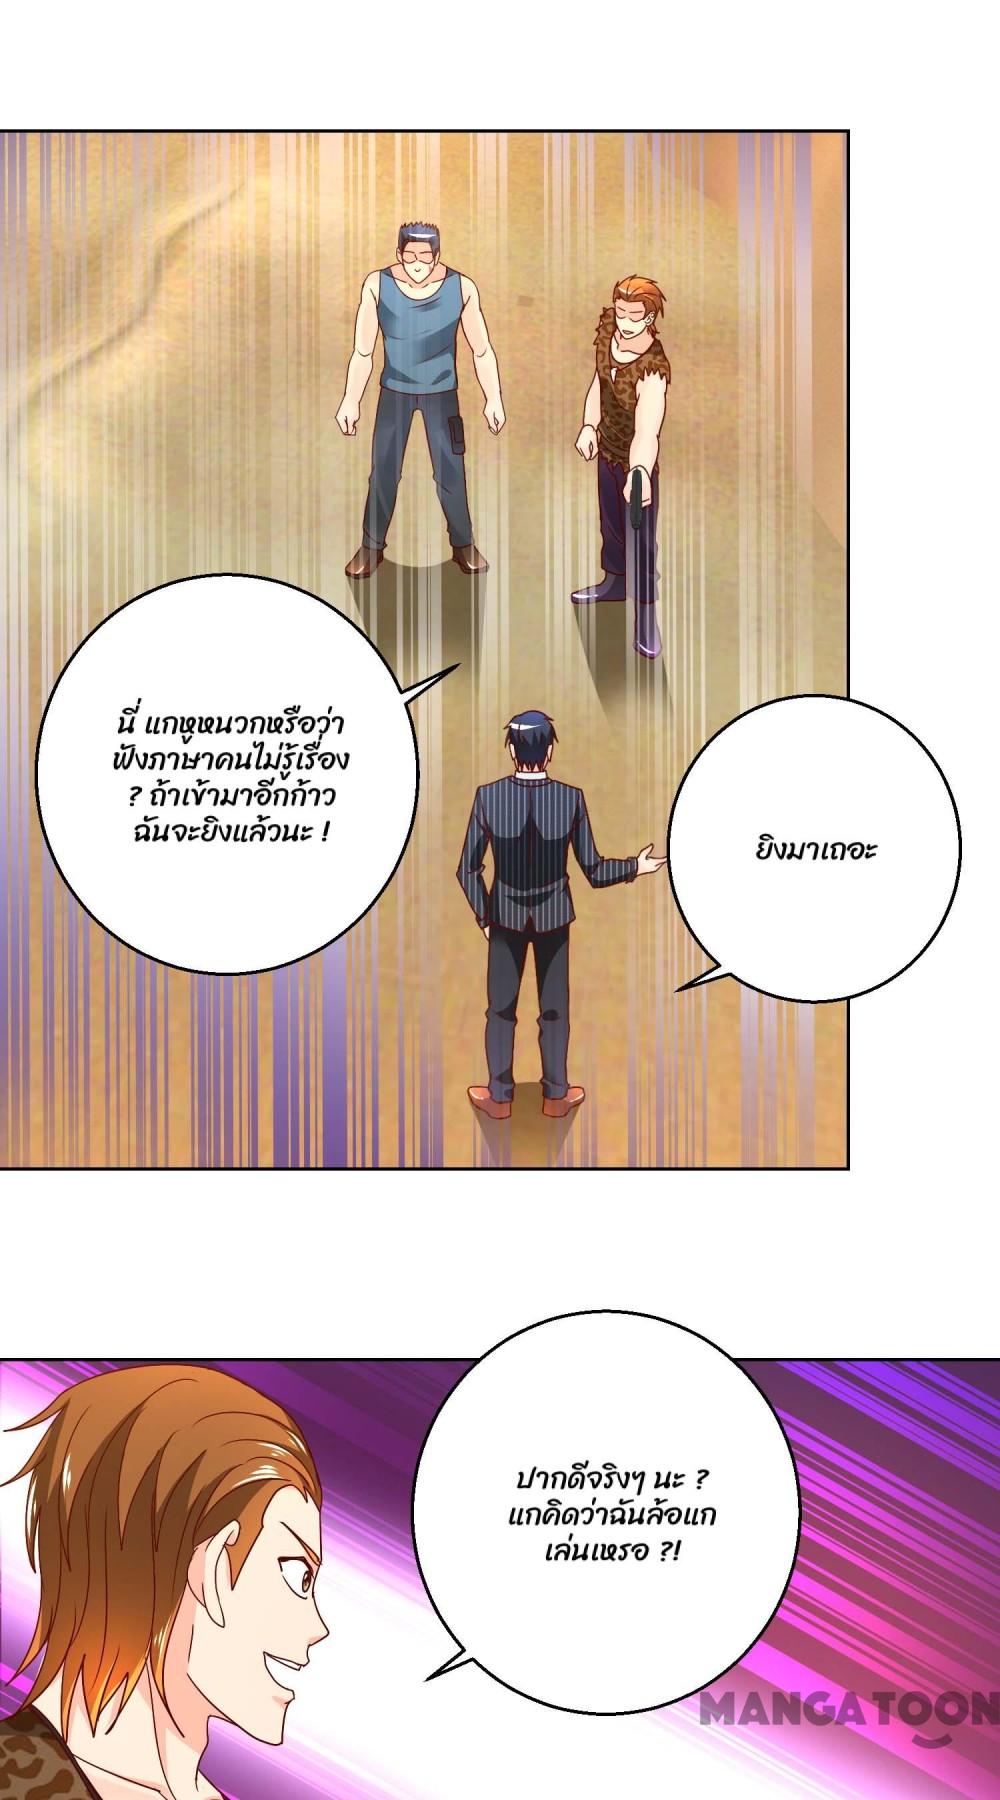 นี่ แกหูหนวกหรือว่า
ฟังภาษาคนไม่รู้เรื่อง
? ถ้าเข้ามาอีกก้าว
ฉันจะยิงแล้วนะ !
ยิงมาเถอะ
ปากดีจริงๆ นะ ?
แกคิดว่าฉันล้อแก
เล่นเหรอ ?!
MANGATOON